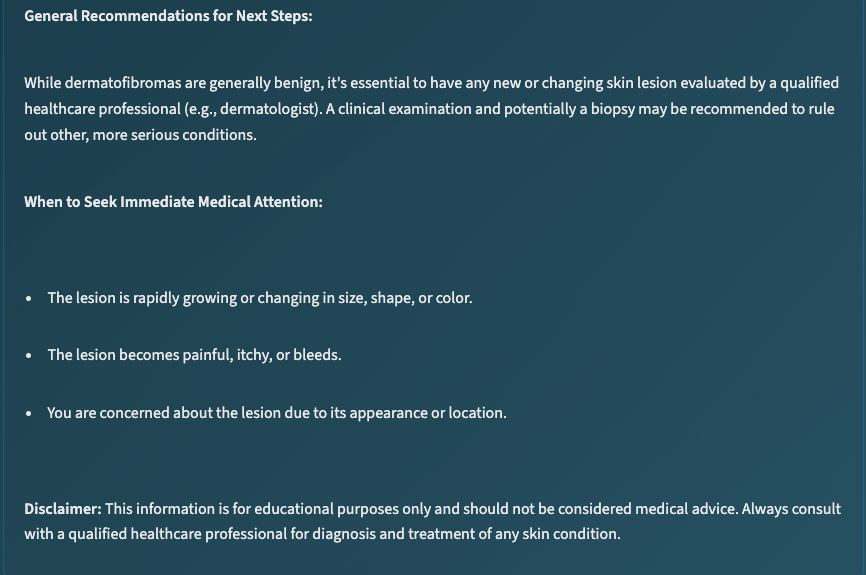 General Recommendations for Next Steps:
While dermatofibromas are generally benign, it's essential to have any new or changing skin lesion evaluated by a qualified
healthcare professional (e.g., dermatologist). A clinical examination and potentially a biopsy may be recommended to rule
out other, more serious conditions.
When to Seek Immediate Medical Attention:
• The lesion is rapidly growing or changing in size, shape, or color.
• The lesion becomes painful, itchy, or bleeds.
• You are concerned about the lesion due to its appearance or location.
Disclaimer: This information is for educational purposes only and should not be considered medical advice. Always consult
with a qualified healthcare professional for diagnosis and treatment of any skin condition.